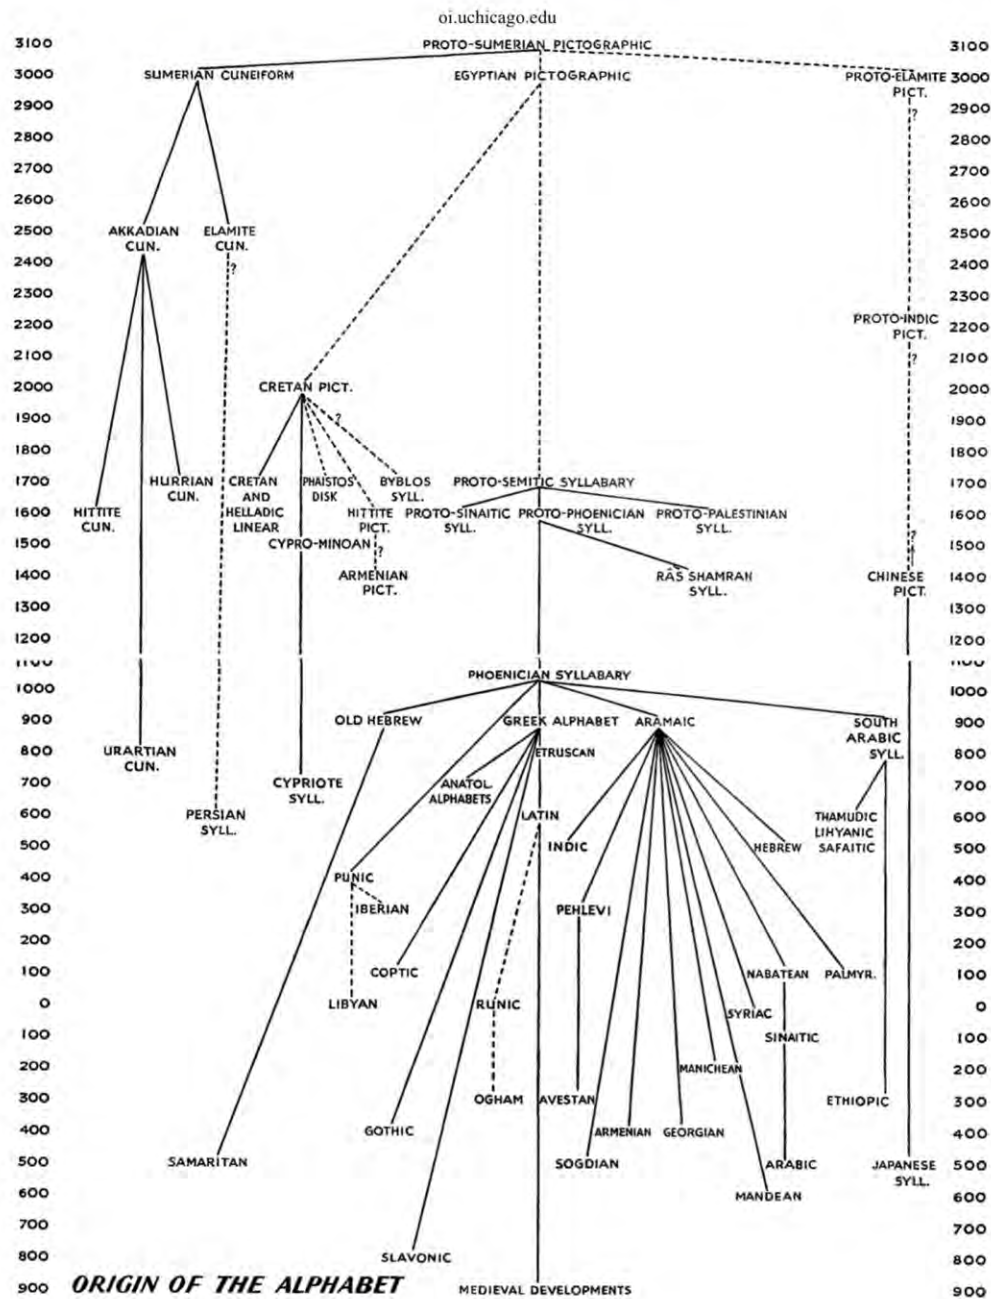 oi.uchicago.edu
3100 PROTO-SUMERIAN PICTOGRAPHIC 3100
3000 SUMERIAN CUNEIFORM EGYPTIAN PICTOGRAPHIC PROTO-ELAMITE 3000
PICT.
2900 ? 2900
2800 2800
2700 2700
2600 2600
2500 AKKADIAN ELAMITE 2500
CUN. CUN.
2400 ? 2400
2300 2300
2200 PROTO-INDIC 2200
PICT.
2100 ? 2100
2000 CRETAN PICT. 2000
1900 ? 1900
1800 1800
1700 HURRIAN CRETAN PHAISTOS BYBLOS PROTO-SEMITIC SYLLABARY 1700
CUN. AND DISK SYLL.
1600 HITTITE HELLADIC HITTITE PROTO-SINAITIC PROTO-PHOENICIAN PROTO-PALESTINIAN 1600
CUN. LINEAR PICT. SYLL. SYLL. SYLL.
1500 CYPRO-MINOAN ? ? 1500
1400 ARMENIAN RÂS SHAMRAH CHINESE 1400
PICT. SYLL. PICT.
1300 1300
1200 1200
1100 1100
1000 PHOENICIAN SYLLABARY 1000
900 OLD HEBREW GREEK ALPHABET ARAMAIC SOUTH 900
ARABIC
SYLL.
800 URARTIAN ETRUSCAN 800
CUN.
700 CYPRIOTE ANATOL. 700
SYLL. ALPHABETS
600 PERSIAN LATIN THAMUDIC 600
SYLL. LIHYANIC
500 INDIC HEBREW SAFAITIC 500
400 PUNIC 400
300 IBERIAN PEHLEVI 300
200 200
100 COPTIC NABATEAN PALMYR. 100
0 LIBYAN RUNIC SYRIAC 0
100 SINAITIC 100
200 MANICHEAN 200
300 OGHAM AVESTAN ETHIOPIC 300
400 GOTHIC ARMENIAN GEORGIAN 400
500 SAMARITAN SOGDIAN ARABIC JAPANESE 500
SYLL.
600 MANDEAN 600
700 700
800 SLAVONIC 800
900 ORIGIN OF THE ALPHABET MEDIEVAL DEVELOPMENTS 900